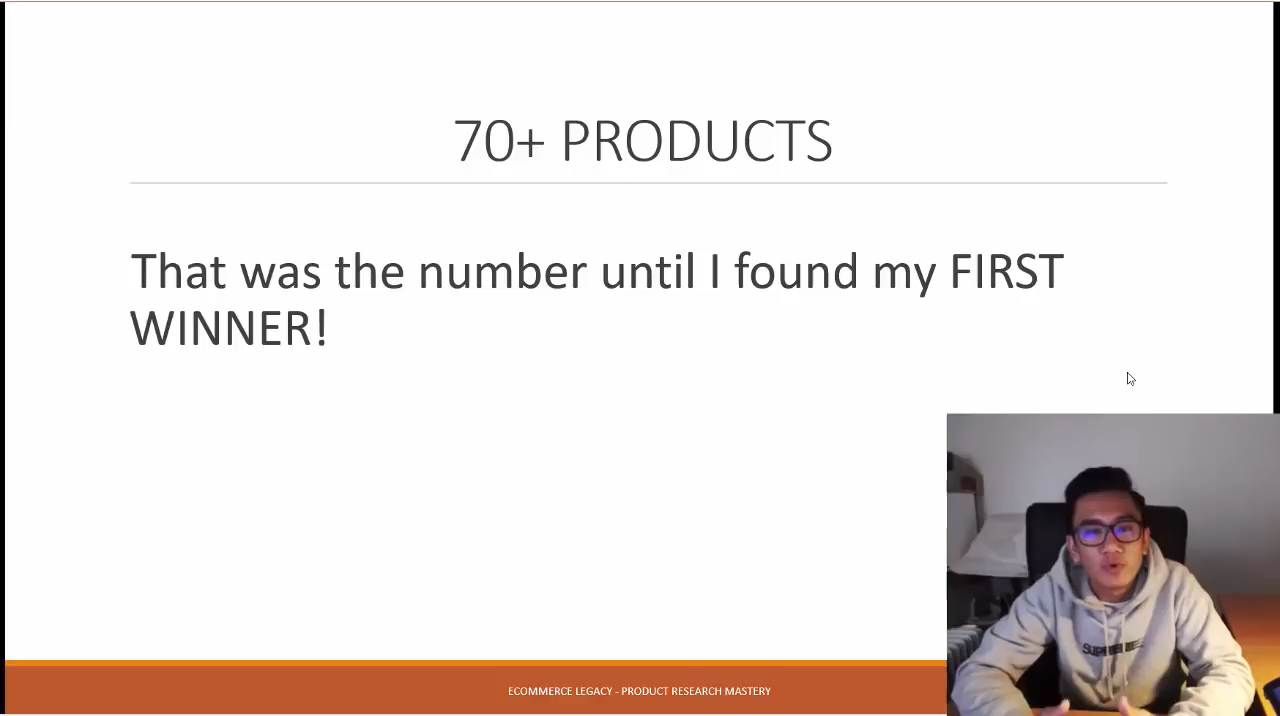 70+ PRODUCTS
That was the number until I found my FIRST
WINNER!
ECOMMERCE LEGACY - PRODUCT RESEARCH MASTERY